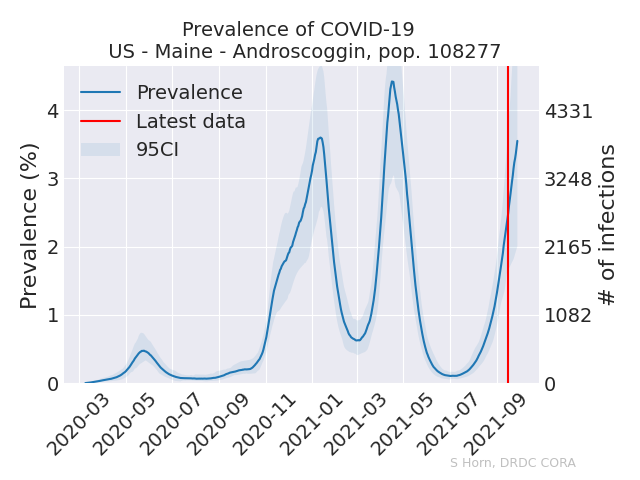 Prevalence of COVID-19
US - Maine - Androscoggin, pop. 108277
Prevalence
Latest data
95CI
Prevalence (%)
4
3
2
1
0
4331
3248
2165
1082
0
# of infections
2020-03
2020-05
2020-07
2020-09
2020-11
2021-01
2021-03
2021-05
2021-07
2021-09
S Horn, DRDC CORA